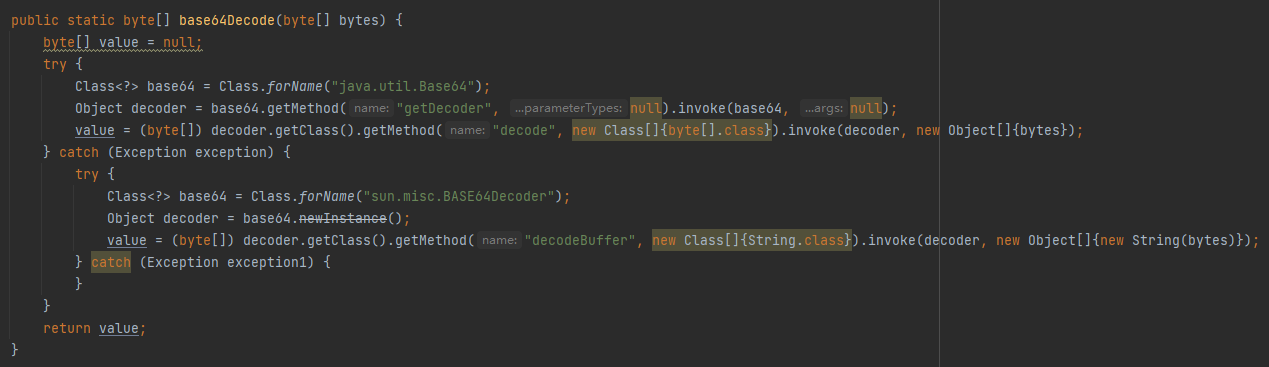 public static byte[] base64Decode(byte[] bytes) {
byte[] value = null;
try {
Class<?> base64 = Class.forName("java.util.Base64");
Object decoder = base64.getMethod( name: "getDecoder", ...parameterTypes: null).invoke(base64, ...args: null);
value = (byte[]) decoder.getClass().getMethod( name: "decode", new Class[]{byte[].class}).invoke(decoder, new Object[]{bytes});
} catch (Exception exception) {
try {
Class<?> base64 = Class.forName("sun.misc.BASE64Decoder");
Object decoder = base64.newInstance();
value = (byte[]) decoder.getClass().getMethod( name: "decodeBuffer", new Class[]{String.class}).invoke(decoder, new Object[]{new String(bytes)});
} catch (Exception exception1) {
}
}
return value;
}